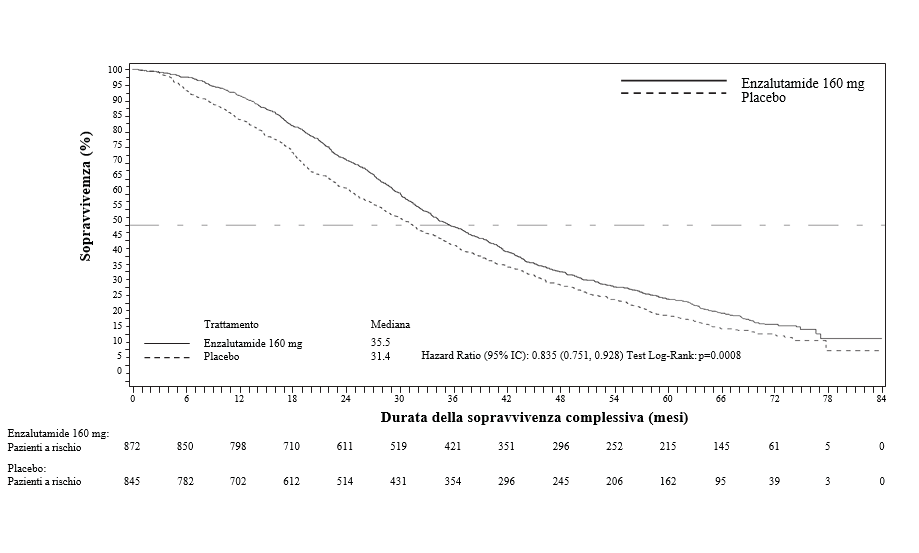 Enzalutamide 160 mg
Placebo
Sopravvivemza (%)
100
95
90
85
80
75
70
65
60
55
50
45
40
35
30
25
20
15
10
5
0
Trattamento Mediana
Enzalutamide 160 mg 35.5
Placebo 31.4
Hazard Ratio (95% IC): 0.835 (0.751, 0.928) Test Log-Rank: p=0.0008
0 6 12 18 24 30 36 42 48 54 60 66 72 78 84
Durata della sopravvivenza complessiva (mesi)
Enzalutamide 160 mg:
Pazienti a rischio 872 850 798 710 611 519 421 351 296 252 215 145 61 5 0
Placebo:
Pazienti a rischio 845 782 702 612 514 431 354 296 245 206 162 95 39 3 0